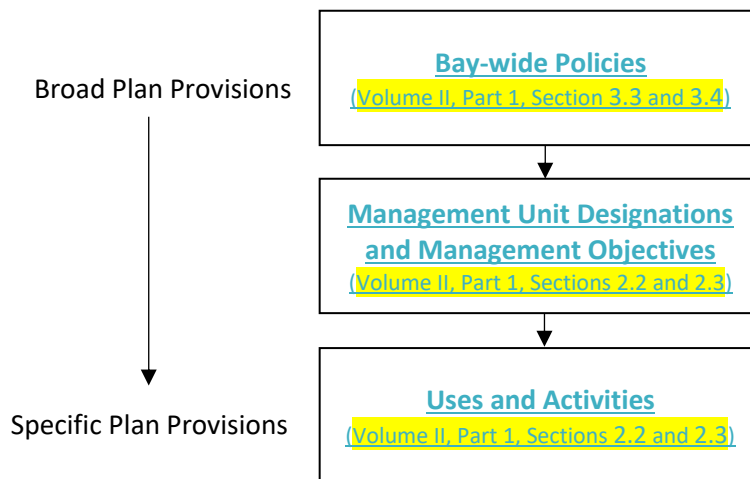 Bay-wide Policies
Broad Plan Provisions
(Volume II, Part 1, Section 3.3 and 3.4)
Management Unit Designations
and Management Objectives
(Volume II, Part 1, Sections 2.2 and 2.3)
Uses and Activities
Specific Plan Provisions
(Volume II, Part 1, Sections 2.2 and 2.3)